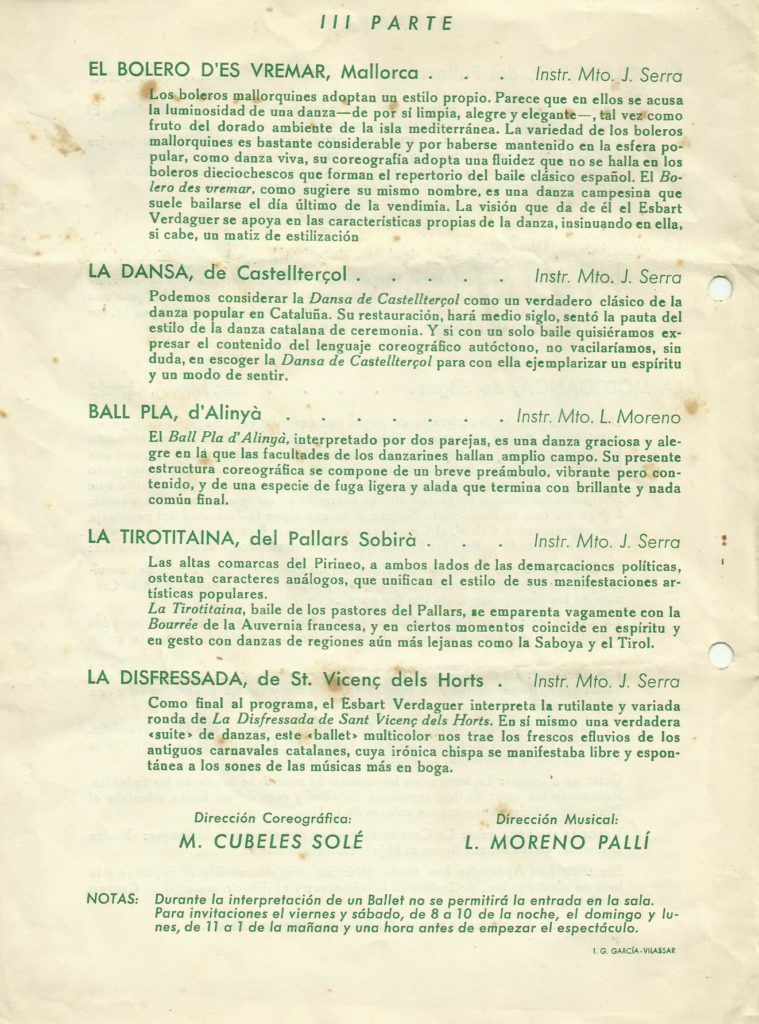 III PARTE
EL BOLERO D'ES VREMAR, Mallorca . . . Instr. Mto. J. Serra
Los boleros mallorquines adoptan un estilo propio. Parece que en ellos se acusa
la luminosidad de una danza—de por sí limpia, alegre y elegante—, tal vez como
fruto del dorado ambiente de la isla mediterránea. La variedad de los boleros
mallorquines es bastante considerable y por haberse mantenido en la esfera po-
pular, como danza viva, su coreografía adopta una fluidez que no se halla en los
boleros dieciochescos que forman el repertorio del baile clásico español. El Bo-
lero des vremar, como sugiere su mismo nombre, es una danza campesina que
suele bailarse el día último de la vendimia. La visión que da de él el Esbart
Verdaguer se apoya en las características propias de la danza, insinuando en ella,
si cabe, un matiz de estilización
LA DANSA, de Castellterçol . . . . . Instr. Mto. J. Serra
Podemos considerar la Dansa de Castellterçol como un verdadero clásico de la
danza popular en Cataluña. Su restauración, hará medio siglo, sentó la pauta del
estilo de la danza catalana de ceremonia. Y si con un solo baile quisiéramos ex-
presar el contenido del lenguaje coreográfico autóctono, no vacilaríamos, sin
duda, en escoger la Dansa de Castellterçol para con ella ejemplarizar un espíritu
y un modo de sentir.
BALL PLA, d'Alinyà . . . . . . . Instr. Mto. L. Moreno
El Ball Pla d'Alinyà, interpretado por dos parejas, es una danza graciosa y ale-
gre en la que las facultades de los danzarines hallan amplio campo. Su presente
estructura coreográfica se compone de un breve preámbulo, vibrante pero con-
tenido, y de una especie de fuga ligera y alada que termina con brillante y nada
común final.
LA TIROTITAINA, del Pallars Sobirà . . . Instr. Mto. J. Serra
Las altas comarcas del Pirineo, a ambos lados de las demarcaciones políticas,
ostentan caracteres análogos, que unifican el estilo de sus manifestaciones ar-
tísticas populares.
La Tirotitaina, baile de los pastores del Pallars, se emparenta vagamente con la
Bourrée de la Auvernia francesa, y en ciertos momentos coincide en espíritu y
en gesto con danzas de regiones aún más lejanas como la Saboya y el Tirol.
LA DISFRESSADA, de St. Vicenç dels Horts . Instr. Mto. J. Serra
Como final al programa, el Esbart Verdaguer interpreta la rutilante y variada
ronda de La Disfressada de Sant Vicenç dels Horts. En sí mismo una verdadera
«suite» de danzas, este «ballet» multicolor nos trae los frescos efluvios de los
antiguos carnavales catalanes, cuya irónica chispa se manifestaba libre y espon-
tánea a los sones de las músicas más en boga.
Dirección Coreográfica:
M. CUBELES SOLÉ
Dirección Musical:
L. MORENO PALLÍ
NOTAS: Durante la interpretación de un Ballet no se permitirá la entrada en la sala.
Para invitaciones el viernes y sábado, de 8 a 10 de la noche, el domingo y lu-
nes, de 11 a 1 de la mañana y una hora antes de empezar el espectáculo.
I. G. GARCÍA-VILASSAR